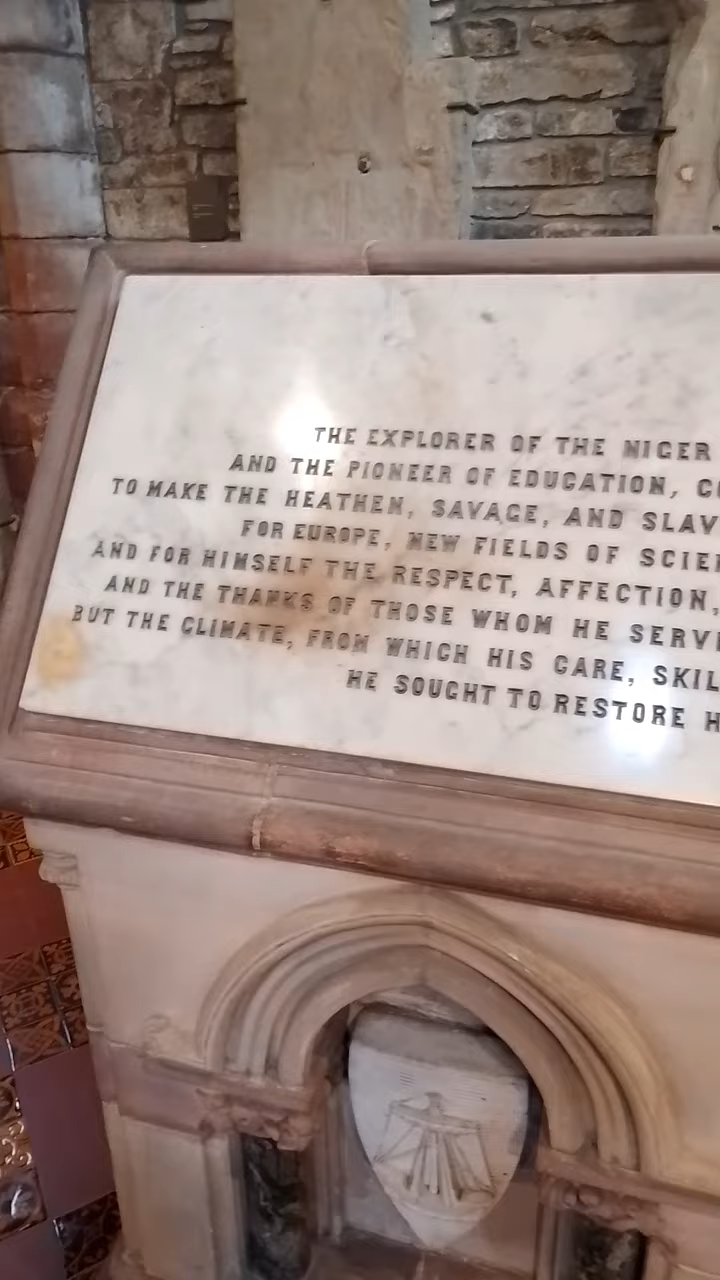 THE EXPLORER OF THE NIGER
AND THE PIONEER OF EDUCATION,
TO MAKE THE HEATHEN, SAVAGE, AND
FOR EUROPE, NEW FIELDS OF
AND FOR HIMSELF THE RESPECT, AFFECTION,
AND THE THANKS OF THOSE WHOM HE
BUT THE CLIMATE, FROM WHICH HIS CARE,
HE SOUGHT TO RESTORE